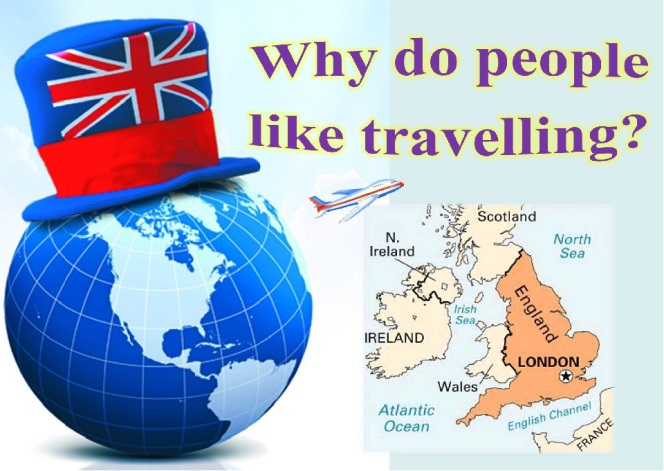 Why do people
like travelling?
Scotland
N.
Ireland
North
Sea
Irish
Sea
England
IRELAND
LONDON
Wales
Atlantic
Ocean
English Channel
FRANCE